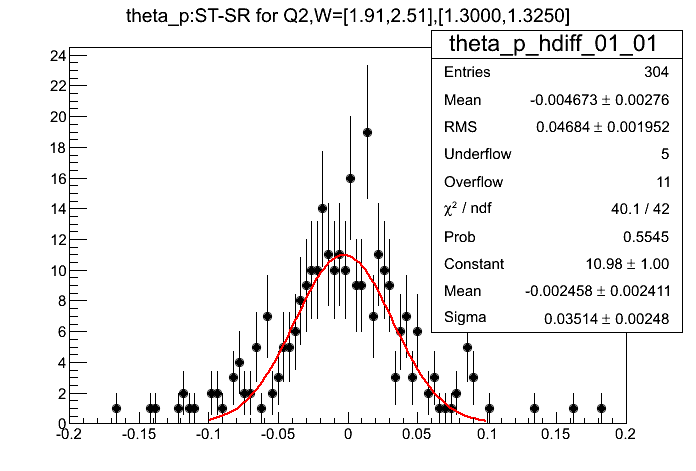 theta_p:ST-SR for Q2,W=[1.91,2.51],[1.3000,1.3250]
theta_p_hdiff_01_01
Entries 304
Mean -0.004673 ± 0.00276
RMS 0.04684 ± 0.001952
Underflow 5
Overflow 11
χ² / ndf 40.1 / 42
Prob 0.5545
Constant 10.98 ± 1.00
Mean -0.002458 ± 0.002411
Sigma 0.03514 ± 0.00248
24
22
20
18
16
14
12
10
8
6
4
2
0
-0.2 -0.15 -0.1 -0.05 0 0.05 0.1 0.15 0.2